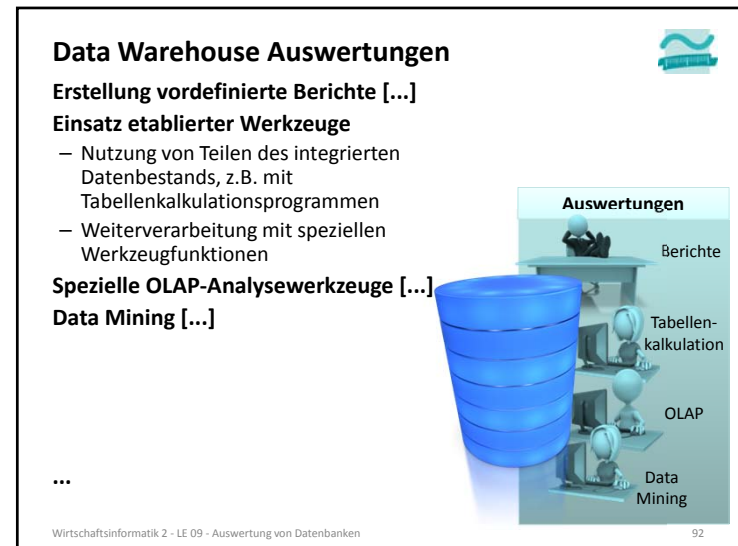 Data Warehouse Auswertungen
Erstellung vordefinierte Berichte [...]
Einsatz etablierter Werkzeuge
– Nutzung von Teilen des integrierten
Datenbestands, z.B. mit
Tabellenkalkulationsprogrammen
– Weiterverarbeitung mit speziellen
Werkzeugfunktionen
Spezielle OLAP-Analysewerkzeuge [...]
Data Mining [...]
...
Auswertungen
Berichte
Tabellen-
kalkulation
OLAP
Data
Mining
Wirtschaftsinformatik 2 - LE 09 - Auswertung von Datenbanken
92